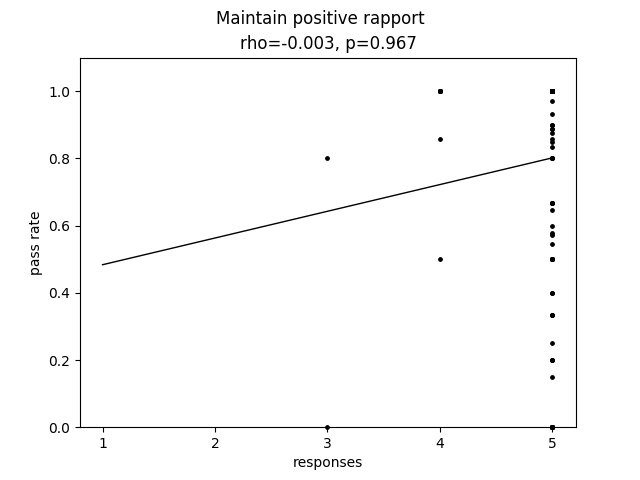 Maintain positive rapport
rho=-0.003, p=0.967
1.0
0.8
0.6
0.4
0.2
0.0
pass rate
1 2 3 4 5
responses